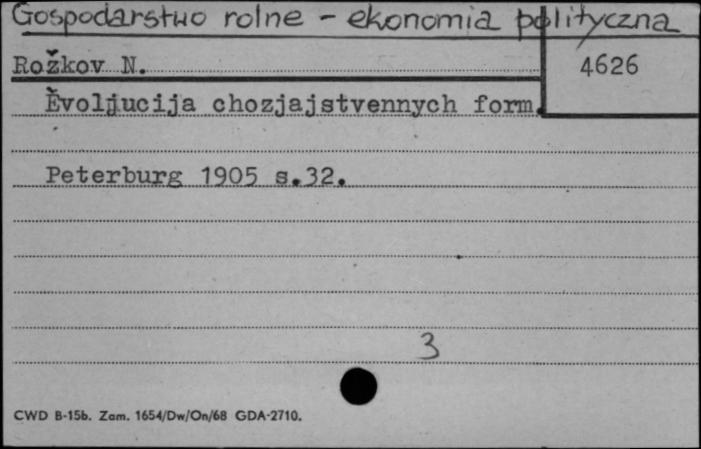 Gospodarstwo rolne - ekonomia polityczna
Rožkov N.
4626
Ėvoljucija chozjajstvennych form.
Peterburg 1905 s.32.
3
CWD B-15b. Zam. 1654/Dw/On/68 GDA-2710.